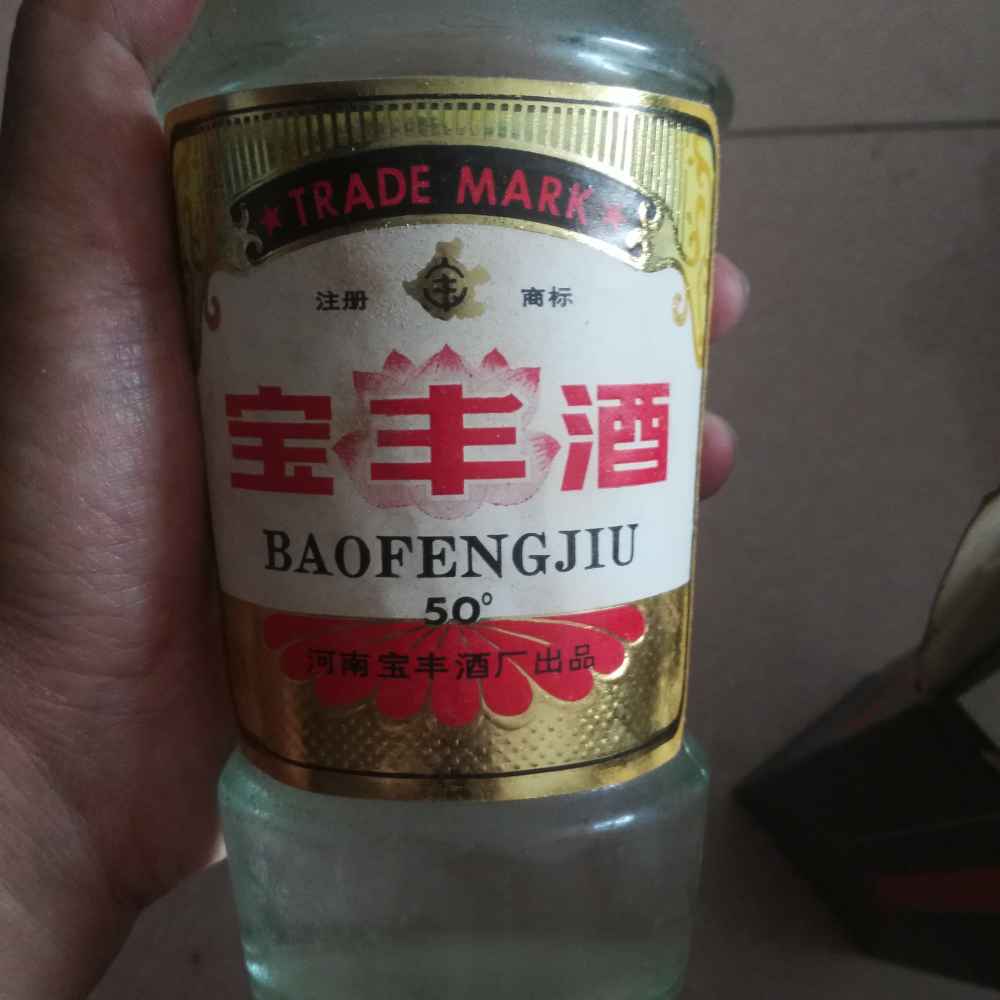 ★ TRADE MARK ★
注册 丰 商标
宝丰酒
BAOFENGJIU
50°
河南宝丰酒厂出品